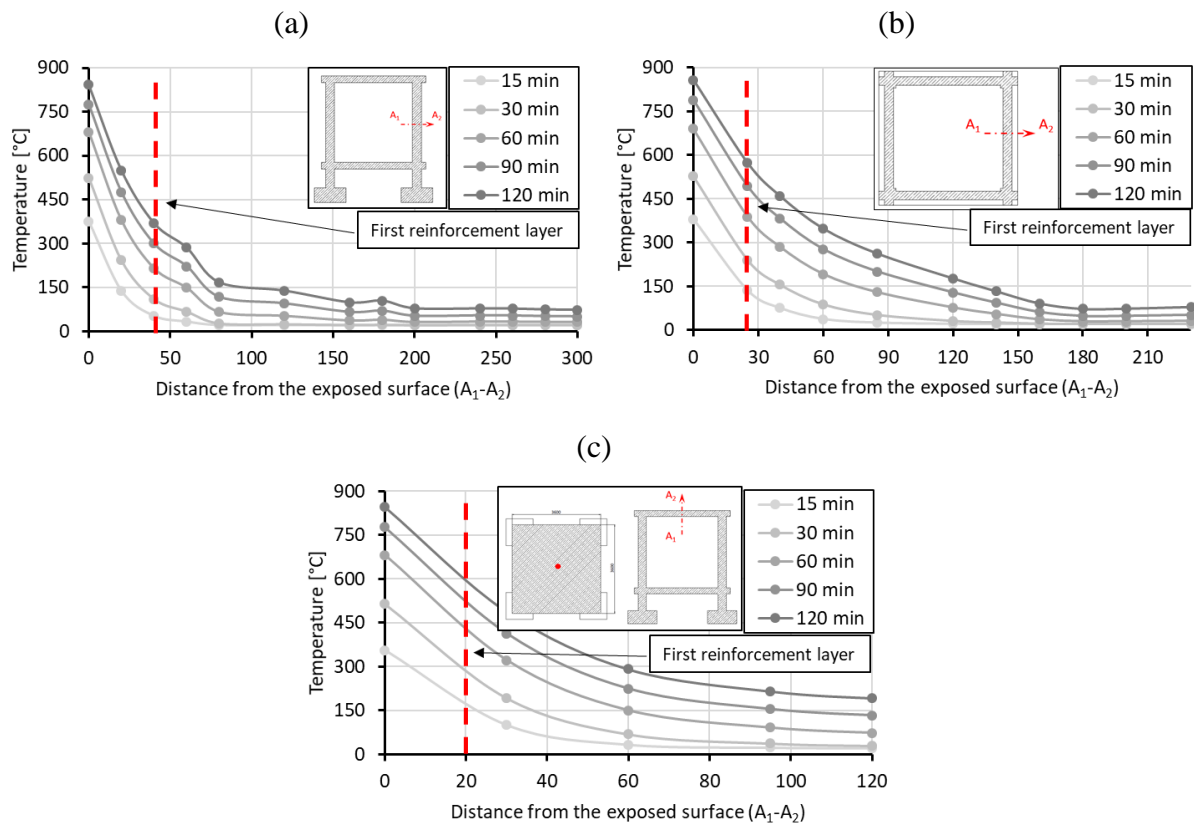 (a)
900
750
600
450
300
150
0
Temperature [°C]
0 50 100 150 200 250 300
Distance from the exposed surface (A₁-A₂)
A₁ A₂
15 min
30 min
60 min
90 min
120 min
First reinforcement layer
(b)
900
750
600
450
300
150
0
Temperature [°C]
0 30 60 90 120 150 180 210
Distance from the exposed surface (A₁-A₂)
A₁ A₂
15 min
30 min
60 min
90 min
120 min
First reinforcement layer
(c)
900
750
600
450
300
150
0
Temperature [°C]
0 20 40 60 80 100 120
Distance from the exposed surface (A₁-A₂)
A₂
A₁
15 min
30 min
60 min
90 min
120 min
First reinforcement layer